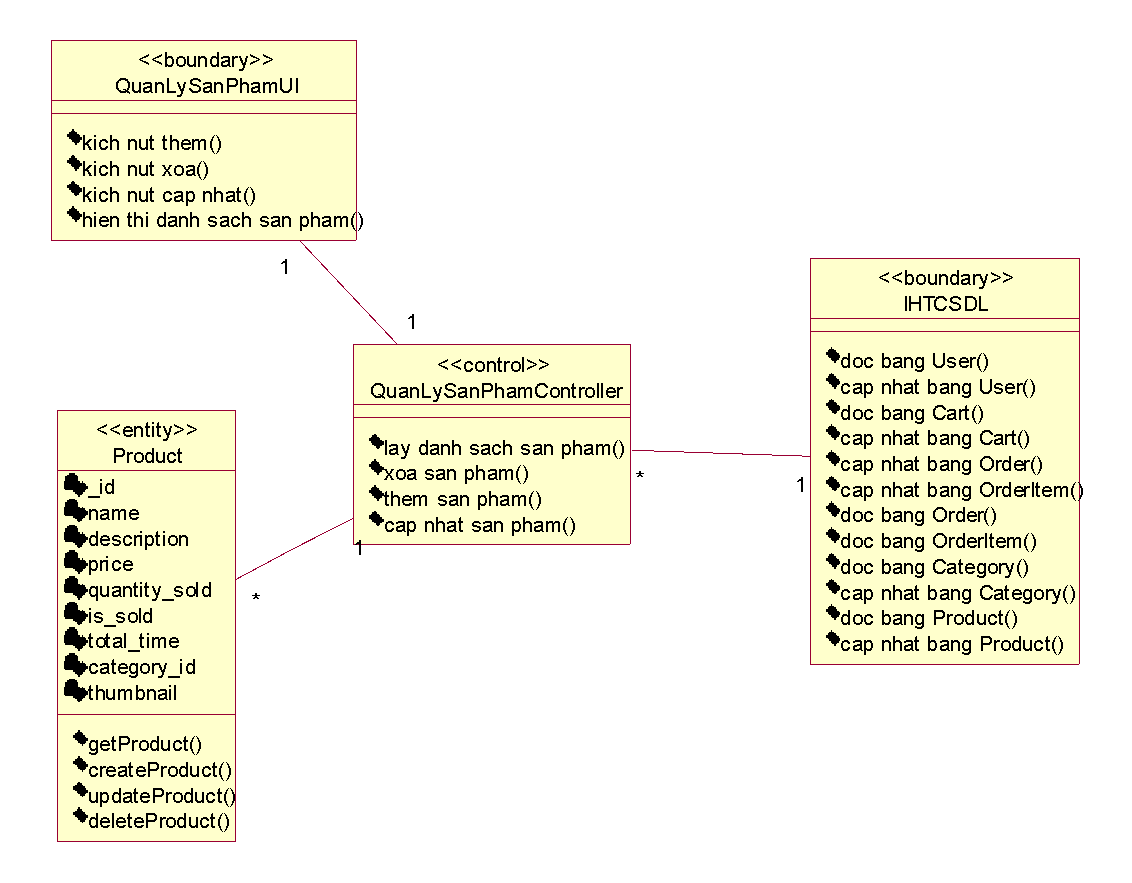 <<boundary>>
QuanLySanPhamUI
kich nut them()
kich nut xoa()
kich nut cap nhat()
hien thi danh sach san pham()
1
1
<<control>>
QuanLySanPhamController
lay danh sach san pham()
xoa san pham()
them san pham()
cap nhat san pham()
*
1
<<boundary>>
IHTCSDL
doc bang User()
cap nhat bang User()
doc bang Cart()
cap nhat bang Cart()
cap nhat bang Order()
cap nhat bang OrderItem()
doc bang Order()
doc bang OrderItem()
doc bang Category()
cap nhat bang Category()
doc bang Product()
cap nhat bang Product()
1
*
<<entity>>
Product
_id
name
description
price
quantity_sold
is_sold
total_time
category_id
thumbnail
getProduct()
createProduct()
updateProduct()
deleteProduct()